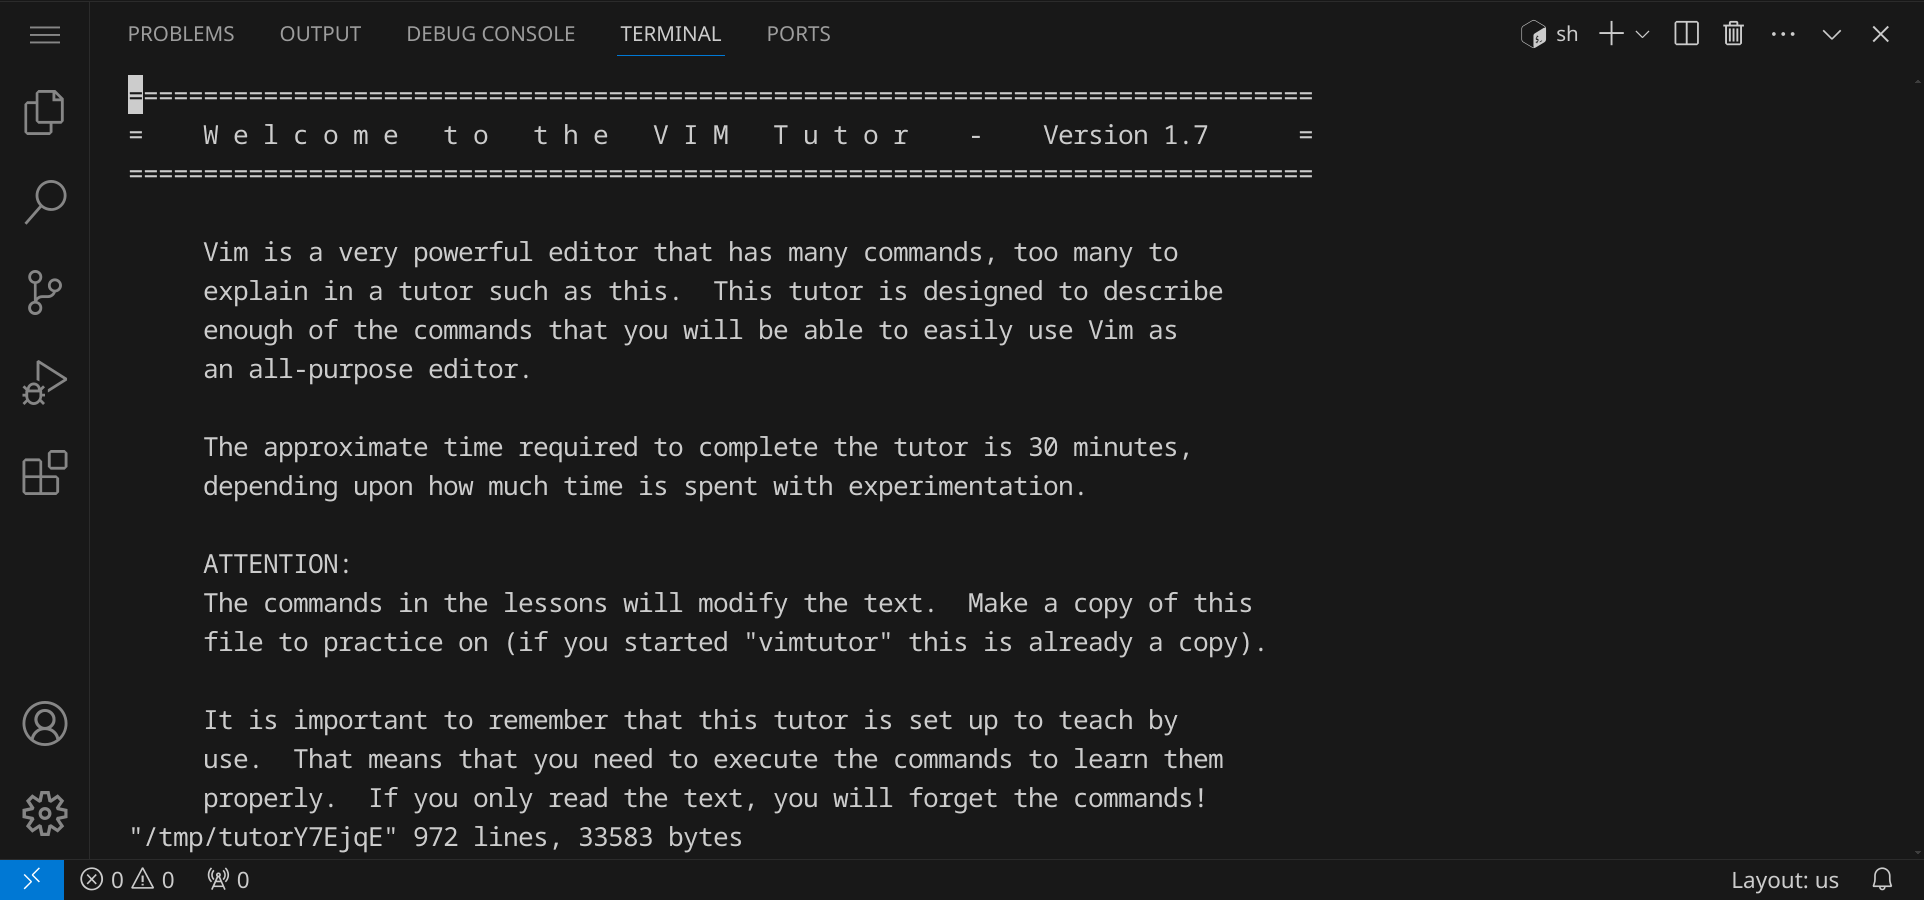 PROBLEMS OUTPUT DEBUG CONSOLE TERMINAL PORTS sh
===============================================================================
=    W e l c o m e   t o   t h e   V I M   T u t o r    -    Version 1.7      =
===============================================================================
Vim is a very powerful editor that has many commands, too many to
explain in a tutor such as this.  This tutor is designed to describe
enough of the commands that you will be able to easily use Vim as
an all-purpose editor.
The approximate time required to complete the tutor is 30 minutes,
depending upon how much time is spent with experimentation.
ATTENTION:
The commands in the lessons will modify the text.  Make a copy of this
file to practice on (if you started "vimtutor" this is already a copy).
It is important to remember that this tutor is set up to teach by
use.  That means that you need to execute the commands to learn them
properly.  If you only read the text, you will forget the commands!
"/tmp/tutorY7EjqE" 972 lines, 33583 bytes
0 0 0 Layout: us